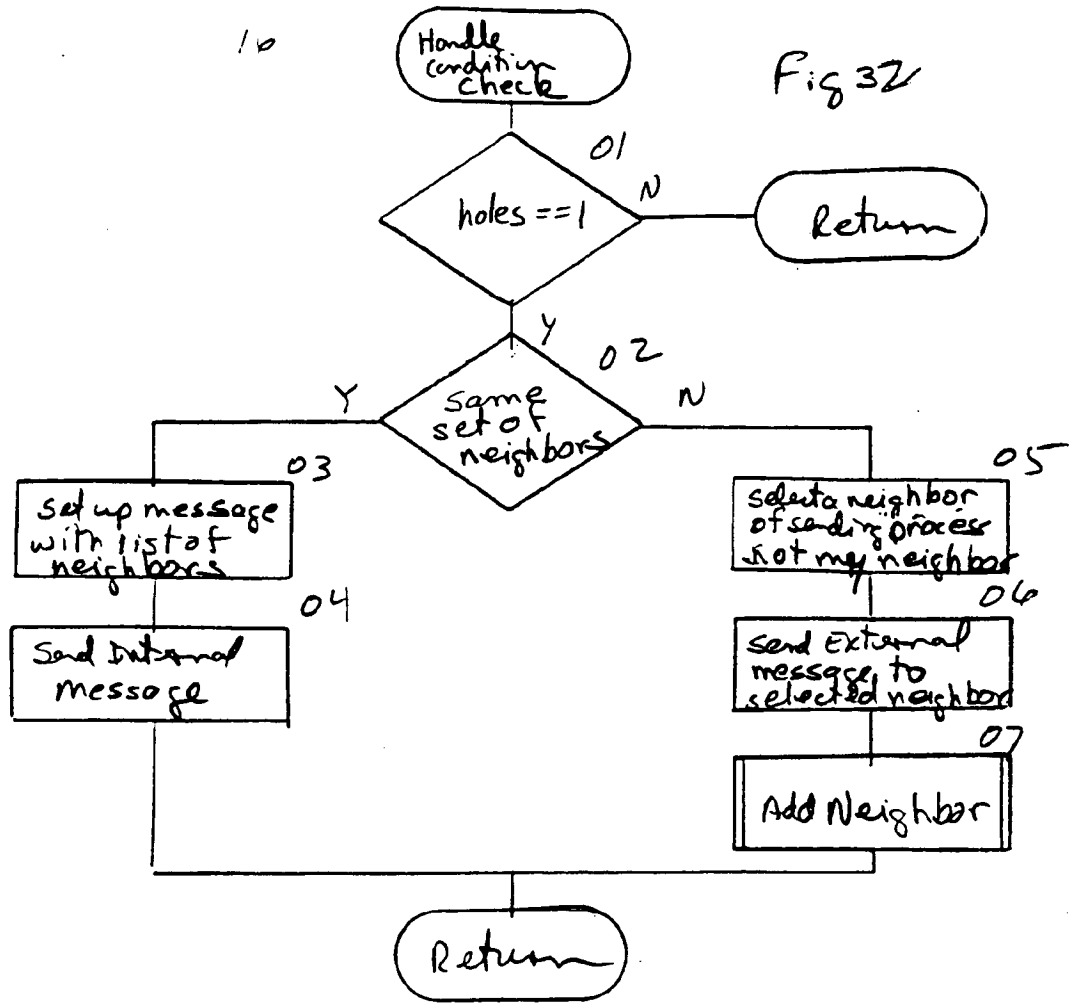 16
Handle
condition
check
Fig 32
01
holes==1
N
Return
Y
02
same
set of
neighbors
Y
N
03
set up message
with list of
neighbors
05
select a neighbor
of sending process
not my neighbor
04
Send Internal
message
06
send External
message to
selected neighbor
07
Add Neighbor
Return